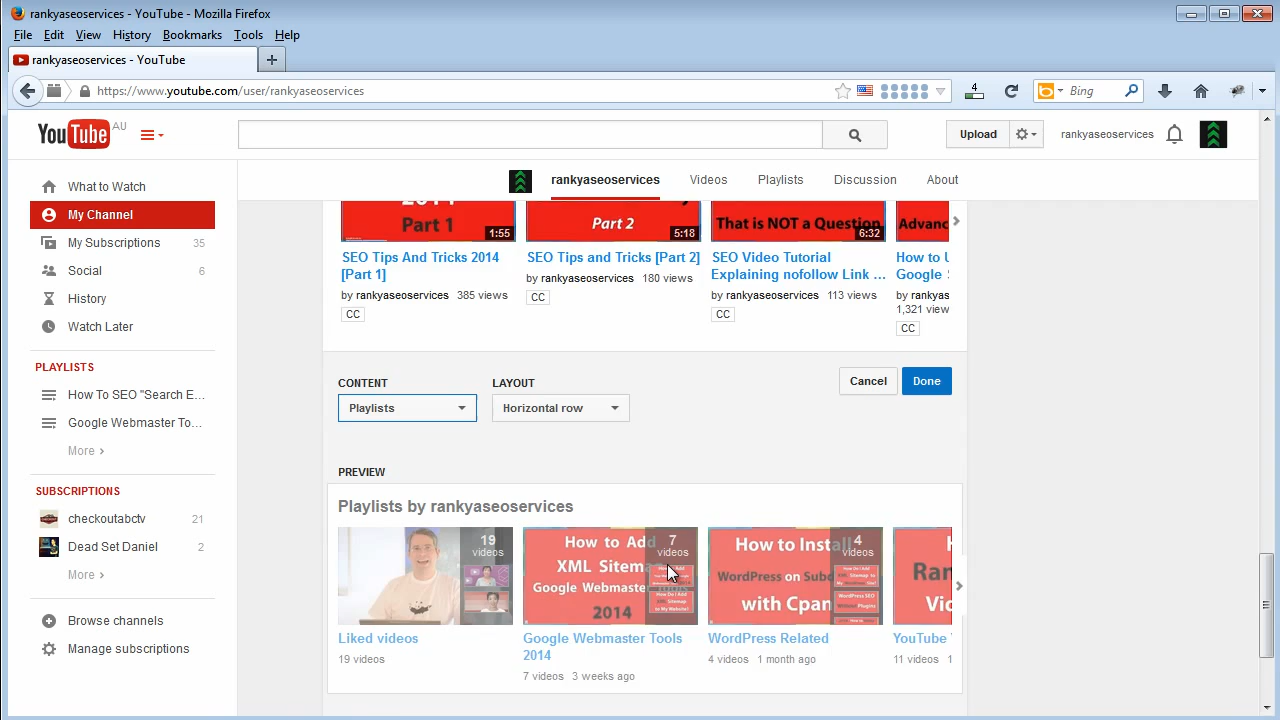 rankyaseoservices - YouTube - Mozilla Firefox
File Edit View History Bookmarks Tools Help
rankyaseoservices - YouTube
https://www.youtube.com/user/rankyaseoservices
4
Bing
YouTube AU
Upload
rankyaseoservices
rankyaseoservices Videos Playlists Discussion About
What to Watch
My Channel
My Subscriptions 35
Social 6
History
Watch Later
PLAYLISTS
How To SEO "Search E...
Google Webmaster To...
More
SUBSCRIPTIONS
checkoutabctv 21
Dead Set Daniel 2
More
Browse channels
Manage subscriptions
2014
Part 1
1:55
SEO Tips And Tricks 2014
[Part 1]
by rankyaseoservices 385 views
CC
Part 2
5:18
SEO Tips and Tricks [Part 2]
by rankyaseoservices 180 views
CC
That is NOT a Question
6:32
SEO Video Tutorial
Explaining nofollow Link ...
by rankyaseoservices 113 views
CC
Advanc
How to U
Google S
by rankyas
1,321 view
CC
CONTENT
Playlists
LAYOUT
Horizontal row
Cancel
Done
PREVIEW
Playlists by rankyaseoservices
19
videos
Liked videos
19 videos
How to Add
XML Sitema
Google Webmaste
2014
7
videos
Google Webmaster Tools
2014
7 videos 3 weeks ago
How to Install
WordPress on Subd
with Cpan
4
videos
WordPress Related
4 videos 1 month ago
H
Ran
Vic
YouTube
11 videos 1